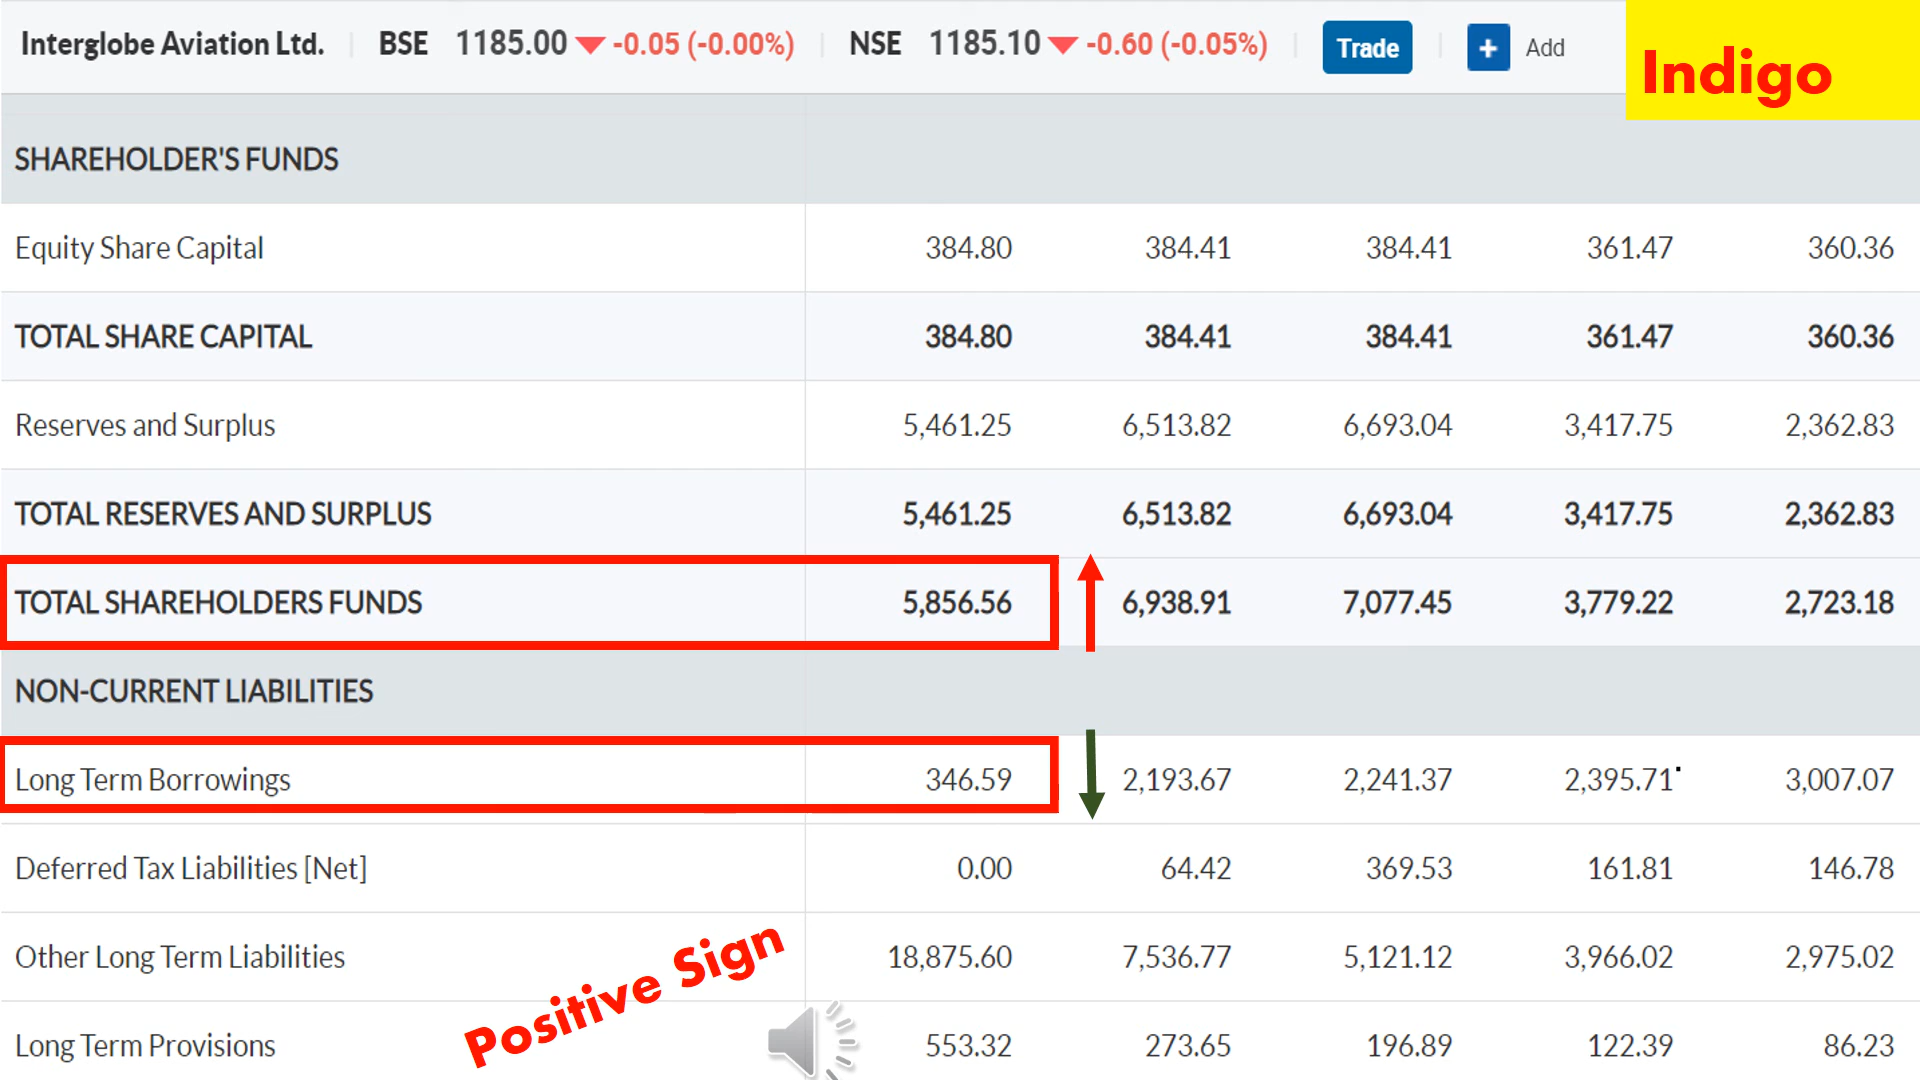 Interglobe Aviation Ltd. BSE 1185.00 -0.05 (-0.00%) NSE 1185.10 -0.60 (-0.05%) Trade + Add
Indigo
SHAREHOLDER'S FUNDS
Equity Share Capital 384.80 384.41 384.41 361.47 360.36
TOTAL SHARE CAPITAL 384.80 384.41 384.41 361.47 360.36
Reserves and Surplus 5,461.25 6,513.82 6,693.04 3,417.75 2,362.83
TOTAL RESERVES AND SURPLUS 5,461.25 6,513.82 6,693.04 3,417.75 2,362.83
TOTAL SHAREHOLDERS FUNDS 5,856.56 6,938.91 7,077.45 3,779.22 2,723.18
NON-CURRENT LIABILITIES
Long Term Borrowings 346.59 2,193.67 2,241.37 2,395.71 3,007.07
Deferred Tax Liabilities [Net] 0.00 64.42 369.53 161.81 146.78
Other Long Term Liabilities 18,875.60 7,536.77 5,121.12 3,966.02 2,975.02
Positive Sign
Long Term Provisions 553.32 273.65 196.89 122.39 86.23